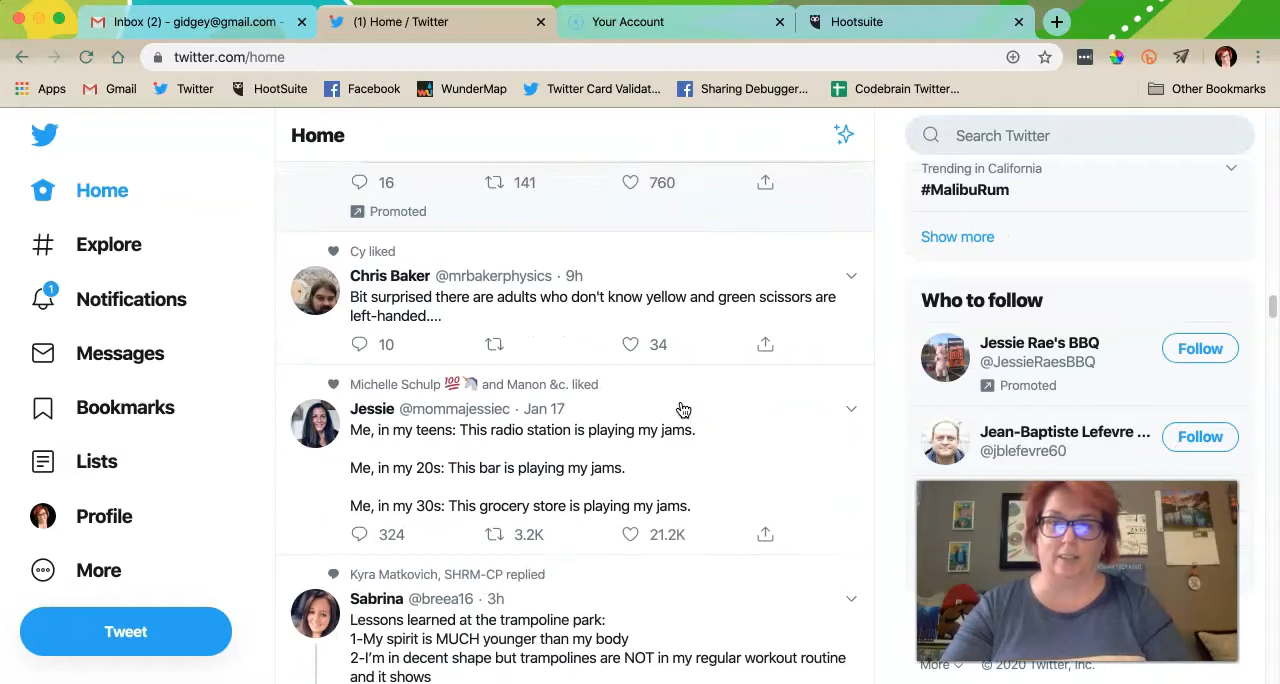 Inbox (2) - gidgey@gmail.com -
(1) Home / Twitter
Your Account
Hootsuite
twitter.com/home
Apps
Gmail
Twitter
HootSuite
Facebook
WunderMap
Twitter Card Validat...
Sharing Debugger...
Codebrain Twitter...
Other Bookmarks
Home
Explore
1
Notifications
Messages
Bookmarks
Lists
Profile
More
Tweet
Home
16 141 760
Promoted
Cy liked
Chris Baker @mrbakerphysics · 9h
Bit surprised there are adults who don't know yellow and green scissors are
left-handed....
10 34
Michelle Schulp 💯🦄 and Manon &c. liked
Jessie @mommajessiec · Jan 17
Me, in my teens: This radio station is playing my jams.
Me, in my 20s: This bar is playing my jams.
Me, in my 30s: This grocery store is playing my jams.
324 3.2K 21.2K
Kyra Matkovich, SHRM-CP replied
Sabrina @breea16 · 3h
Lessons learned at the trampoline park:
1-My spirit is MUCH younger than my body
2-I'm in decent shape but trampolines are NOT in my regular workout routine
and it shows
Search Twitter
Trending in California
#MalibuRum
Show more
Who to follow
Jessie Rae's BBQ
@JessieRaesBBQ
Follow
Promoted
Jean-Baptiste Lefevre ...
@jblefevre60
Follow
More © 2020 Twitter, Inc.